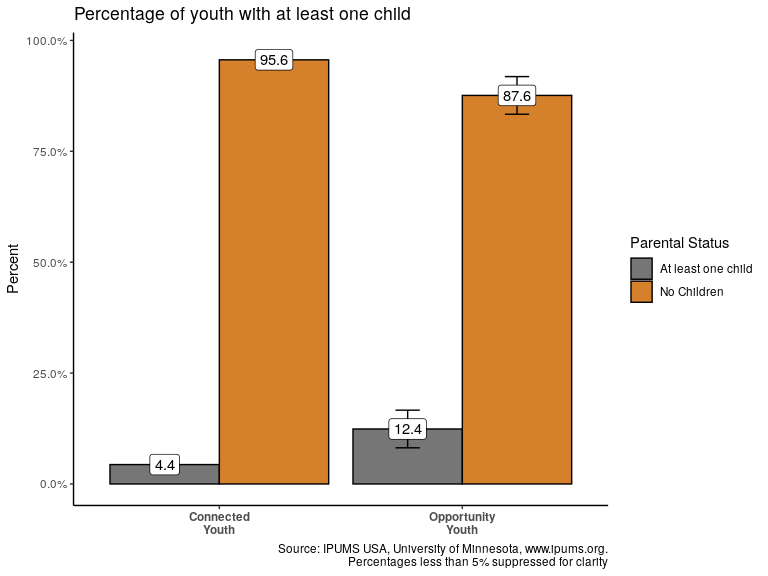 Percentage of youth with at least one child
100.0%
75.0%
50.0%
25.0%
0.0%
Percent
95.6
87.6
4.4
12.4
Connected
Youth
Opportunity
Youth
Parental Status
At least one child
No Children
Source: IPUMS USA, University of Minnesota, www.ipums.org.
Percentages less than 5% suppressed for clarity